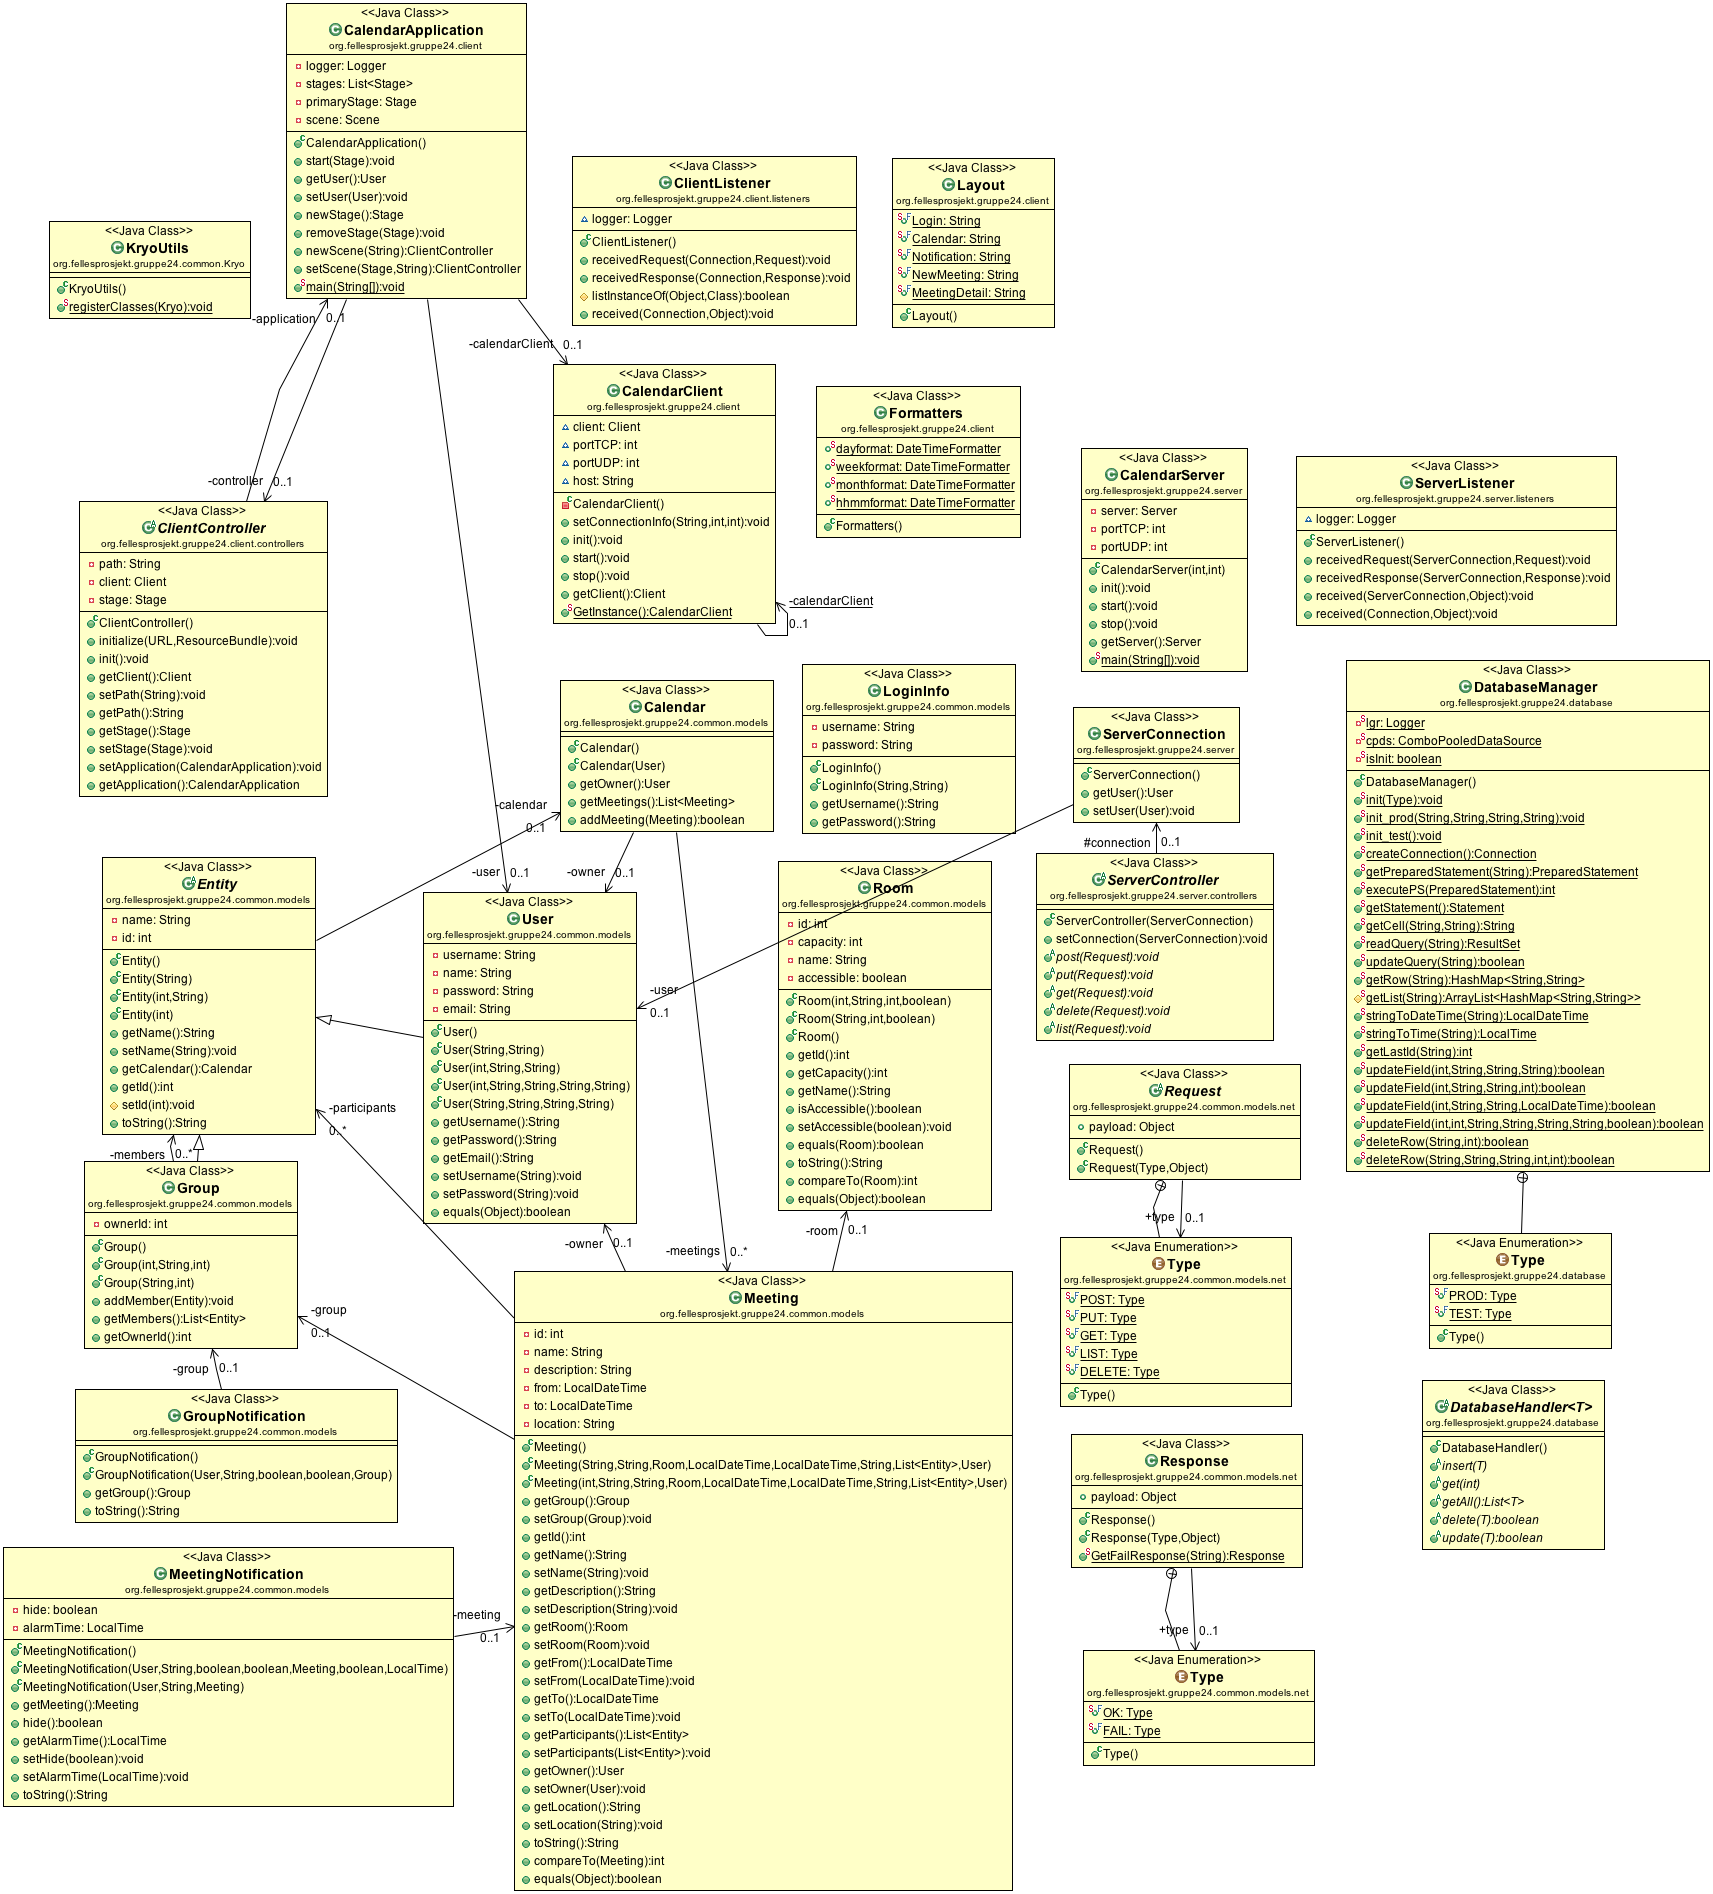 <<Java Class>>
CalendarApplication
org.fellesprosjekt.gruppe24.client
logger: Logger
stages: List<Stage>
primaryStage: Stage
scene: Scene
CalendarApplication()
start(Stage):void
getUser():User
setUser(User):void
newStage():Stage
removeStage(Stage):void
newScene(String):ClientController
setScene(Stage,String):ClientController
main(String[]):void
<<Java Class>>
ClientListener
org.fellesprosjekt.gruppe24.client.listeners
logger: Logger
ClientListener()
receivedRequest(Connection,Request):void
receivedResponse(Connection,Response):void
listInstanceOf(Object,Class):boolean
received(Connection,Object):void
<<Java Class>>
Layout
org.fellesprosjekt.gruppe24.client
Login: String
Calendar: String
Notification: String
NewMeeting: String
MeetingDetail: String
Layout()
<<Java Class>>
KryoUtils
org.fellesprosjekt.gruppe24.common.Kryo
KryoUtils()
registerClasses(Kryo):void
-application 0..1
-calendarClient 0..1
<<Java Class>>
CalendarClient
org.fellesprosjekt.gruppe24.client
client: Client
portTCP: int
portUDP: int
host: String
CalendarClient()
setConnectionInfo(String,int,int):void
init():void
start():void
stop():void
getClient():Client
GetInstance():CalendarClient
-calendarClient
0..1
<<Java Class>>
Formatters
org.fellesprosjekt.gruppe24.client
dayformat: DateTimeFormatter
weekformat: DateTimeFormatter
monthformat: DateTimeFormatter
hhmmformat: DateTimeFormatter
Formatters()
<<Java Class>>
CalendarServer
org.fellesprosjekt.gruppe24.server
server: Server
portTCP: int
portUDP: int
CalendarServer(int,int)
init():void
start():void
stop():void
getServer():Server
main(String[]):void
<<Java Class>>
ServerListener
org.fellesprosjekt.gruppe24.server.listeners
logger: Logger
ServerListener()
receivedRequest(ServerConnection,Request):void
receivedResponse(ServerConnection,Response):void
received(ServerConnection,Object):void
received(Connection,Object):void
-controller 0..1
<<Java Class>>
ClientController
org.fellesprosjekt.gruppe24.client.controllers
path: String
client: Client
stage: Stage
ClientController()
initialize(URL,ResourceBundle):void
init():void
getClient():Client
setPath(String):void
getPath():String
getStage():Stage
setStage(Stage):void
setApplication(CalendarApplication):void
getApplication():CalendarApplication
<<Java Class>>
Calendar
org.fellesprosjekt.gruppe24.common.models
Calendar()
Calendar(User)
getOwner():User
getMeetings():List<Meeting>
addMeeting(Meeting):boolean
-calendar
0..1
<<Java Class>>
LoginInfo
org.fellesprosjekt.gruppe24.common.models
username: String
password: String
LoginInfo()
LoginInfo(String,String)
getUsername():String
getPassword():String
<<Java Class>>
ServerConnection
org.fellesprosjekt.gruppe24.server
ServerConnection()
getUser():User
setUser(User):void
#connection 0..1
<<Java Class>>
ServerController
org.fellesprosjekt.gruppe24.server.controllers
ServerController(ServerConnection)
setConnection(ServerConnection):void
post(Request):void
put(Request):void
get(Request):void
delete(Request):void
list(Request):void
<<Java Class>>
DatabaseManager
org.fellesprosjekt.gruppe24.database
lgr: Logger
cpds: ComboPooledDataSource
isInit: boolean
DatabaseManager()
init(Type):void
init_prod(String,String,String,String):void
init_test():void
createConnection():Connection
getPreparedStatement(String):PreparedStatement
executePS(PreparedStatement):int
getStatement():Statement
getCell(String,String):String
readQuery(String):ResultSet
updateQuery(String):boolean
getRow(String):HashMap<String,String>
getList(String):ArrayList<HashMap<String,String>>
stringToDateTime(String):LocalDateTime
stringToTime(String):LocalTime
getLastId(String):int
updateField(int,String,String,String):boolean
updateField(int,String,String,int):boolean
updateField(int,String,String,LocalDateTime):boolean
updateField(int,int,String,String,String,String,boolean):boolean
deleteRow(String,int):boolean
deleteRow(String,String,String,int,int):boolean
<<Java Class>>
Entity
org.fellesprosjekt.gruppe24.common.models
name: String
id: int
Entity()
Entity(String)
Entity(int,String)
Entity(int)
getName():String
setName(String):void
getCalendar():Calendar
getId():int
setId(int):void
toString():String
-user 0..1
-owner 0..1
<<Java Class>>
User
org.fellesprosjekt.gruppe24.common.models
username: String
name: String
password: String
email: String
User()
User(String,String)
User(int,String,String)
User(int,String,String,String,String)
User(String,String,String,String)
getUsername():String
getPassword():String
getEmail():String
setUsername(String):void
setPassword(String):void
equals(Object):boolean
-user
0..1
<<Java Class>>
Room
org.fellesprosjekt.gruppe24.common.models
id: int
capacity: int
name: String
accessible: boolean
Room(int,String,int,boolean)
Room(String,int,boolean)
Room()
getId():int
getCapacity():int
getName():String
isAccessible():boolean
setAccessible(boolean):void
equals(Room):boolean
toString():String
compareTo(Room):int
equals(Object):boolean
-participants
0..*
-members 0..*
<<Java Class>>
Group
org.fellesprosjekt.gruppe24.common.models
ownerId: int
Group()
Group(int,String,int)
Group(String,int)
addMember(Entity):void
getMembers():List<Entity>
getOwnerId():int
-group
0..1
-group 0..1
<<Java Class>>
GroupNotification
org.fellesprosjekt.gruppe24.common.models
GroupNotification()
GroupNotification(User,String,boolean,boolean,Group)
getGroup():Group
toString():String
-owner 0..1
-meetings 0..*
-room 0..1
<<Java Class>>
Meeting
org.fellesprosjekt.gruppe24.common.models
id: int
name: String
description: String
from: LocalDateTime
to: LocalDateTime
location: String
Meeting()
Meeting(String,String,Room,LocalDateTime,LocalDateTime,String,List<Entity>,User)
Meeting(int,String,String,Room,LocalDateTime,LocalDateTime,String,List<Entity>,User)
getGroup():Group
setGroup(Group):void
getId():int
getName():String
setName(String):void
getDescription():String
setDescription(String):void
getRoom():Room
setRoom(Room):void
getFrom():LocalDateTime
setFrom(LocalDateTime):void
getTo():LocalDateTime
setTo(LocalDateTime):void
getParticipants():List<Entity>
setParticipants(List<Entity>):void
getOwner():User
setOwner(User):void
getLocation():String
setLocation(String):void
toString():String
compareTo(Meeting):int
equals(Object):boolean
<<Java Class>>
MeetingNotification
org.fellesprosjekt.gruppe24.common.models
hide: boolean
alarmTime: LocalTime
MeetingNotification()
MeetingNotification(User,String,boolean,boolean,Meeting,boolean,LocalTime)
MeetingNotification(User,String,Meeting)
getMeeting():Meeting
hide():boolean
getAlarmTime():LocalTime
setHide(boolean):void
setAlarmTime(LocalTime):void
toString():String
-meeting
0..1
<<Java Class>>
Request
org.fellesprosjekt.gruppe24.common.models.net
payload: Object
Request()
Request(Type,Object)
+type 0..1
<<Java Enumeration>>
Type
org.fellesprosjekt.gruppe24.common.models.net
POST: Type
PUT: Type
GET: Type
LIST: Type
DELETE: Type
Type()
<<Java Enumeration>>
Type
org.fellesprosjekt.gruppe24.database
PROD: Type
TEST: Type
Type()
<<Java Class>>
DatabaseHandler<T>
org.fellesprosjekt.gruppe24.database
DatabaseHandler()
insert(T)
get(int)
getAll():List<T>
delete(T):boolean
update(T):boolean
<<Java Class>>
Response
org.fellesprosjekt.gruppe24.common.models.net
payload: Object
Response()
Response(Type,Object)
GetFailResponse(String):Response
+type 0..1
<<Java Enumeration>>
Type
org.fellesprosjekt.gruppe24.common.models.net
OK: Type
FAIL: Type
Type()